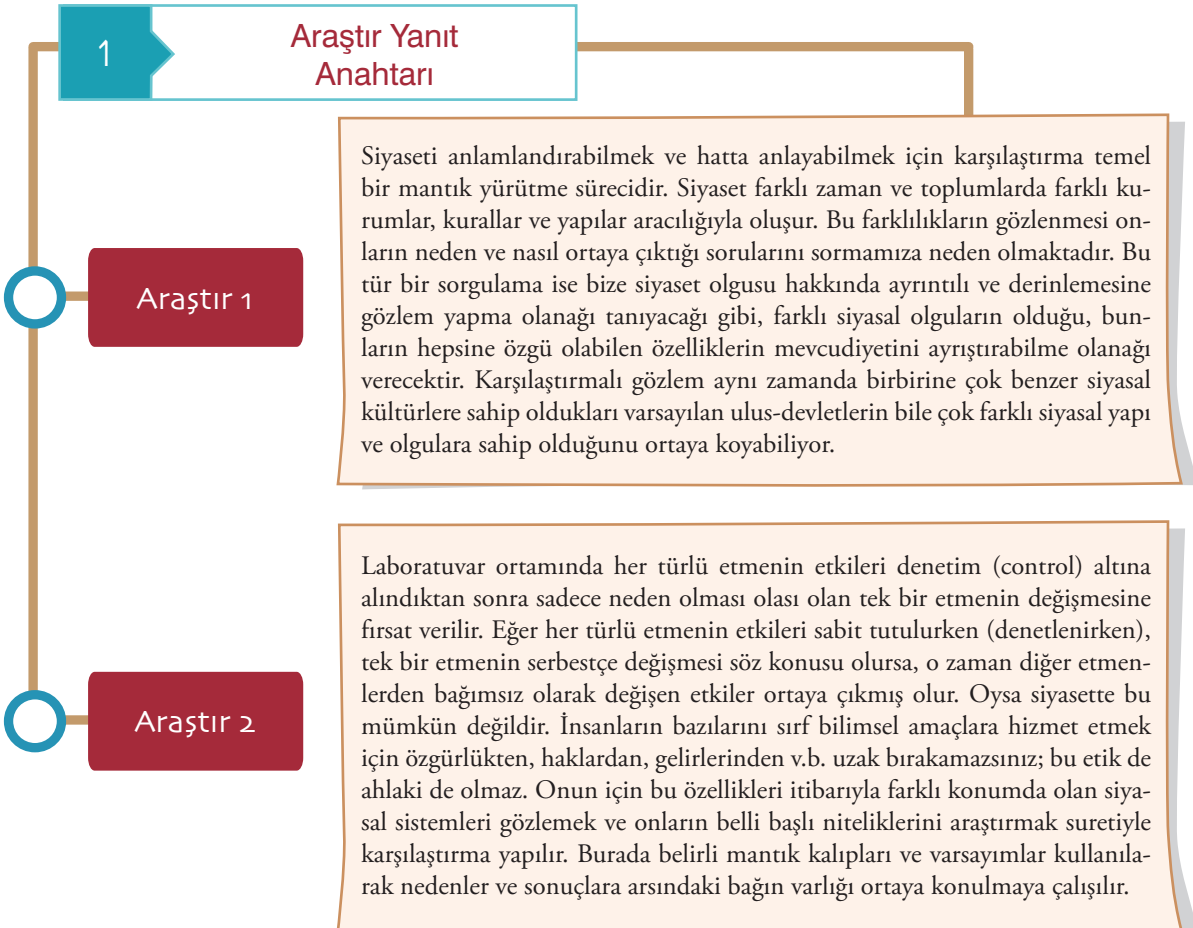 1
Araştır Yanıt
Anahtarı
Araştır 1
Siyaseti anlamlandırabilmek ve hatta anlayabilmek için karşılaştırma temel
bir mantık yürütme sürecidir. Siyaset farklı zaman ve toplumlarda farklı ku-
rumlar, kurallar ve yapılar aracılığıyla oluşur. Bu farklılıkların gözlenmesi on-
ların neden ve nasıl ortaya çıktığı sorularını sormamıza neden olmaktadır. Bu
tür bir sorgulama ise bize siyaset olgusu hakkında ayrıntılı ve derinlemesine
gözlem yapma olanağı tanıyacağı gibi, farklı siyasal olguların olduğu, bun-
ların hepsine özgü olabilen özelliklerin mevcudiyetini ayrıştırabilme olanağı
verecektir. Karşılaştırmalı gözlem aynı zamanda birbirine çok benzer siyasal
kültürlere sahip oldukları varsayılan ulus-devletlerin bile çok farklı siyasal yapı
ve olgulara sahip olduğunu ortaya koyabiliyor.
Araştır 2
Laboratuvar ortamında her türlü etmenin etkileri denetim (control) altına
alındıktan sonra sadece neden olması olası olan tek bir etmenin değişmesine
fırsat verilir. Eğer her türlü etmenin etkileri sabit tutulurken (denetlenirken),
tek bir etmenin serbestçe değişmesi söz konusu olursa, o zaman diğer etmen-
lerden bağımsız olarak değişen etkiler ortaya çıkmış olur. Oysa siyasette bu
mümkün değildir. İnsanların bazılarını sırf bilimsel amaçlara hizmet etmek
için özgürlükten, haklardan, gelirlerinden v.b. uzak bırakamazsınız; bu etik de
ahlaki de olmaz. Onun için bu özellikleri itibarıyla farklı konumda olan siya-
sal sistemleri gözlemek ve onların belli başlı niteliklerini araştırmak suretiyle
karşılaştırma yapılır. Burada belirli mantık kalıpları ve varsayımlar kullanıla-
rak nedenler ve sonuçlara arsındaki bağın varlığı ortaya konulmaya çalışılır.